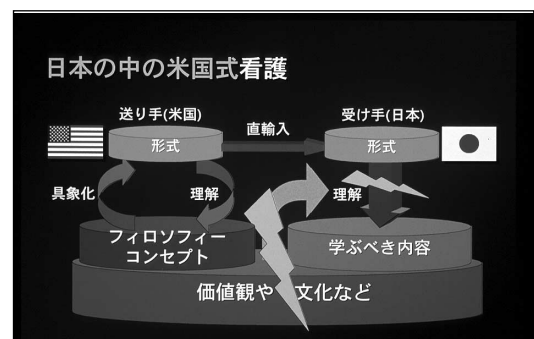 日本の中の米国式看護
送り手(米国)
受け手(日本)
形式
直輸入
形式
具象化
理解
理解
フィロソフィー
コンセプト
学ぶべき内容
価値観や 文化など